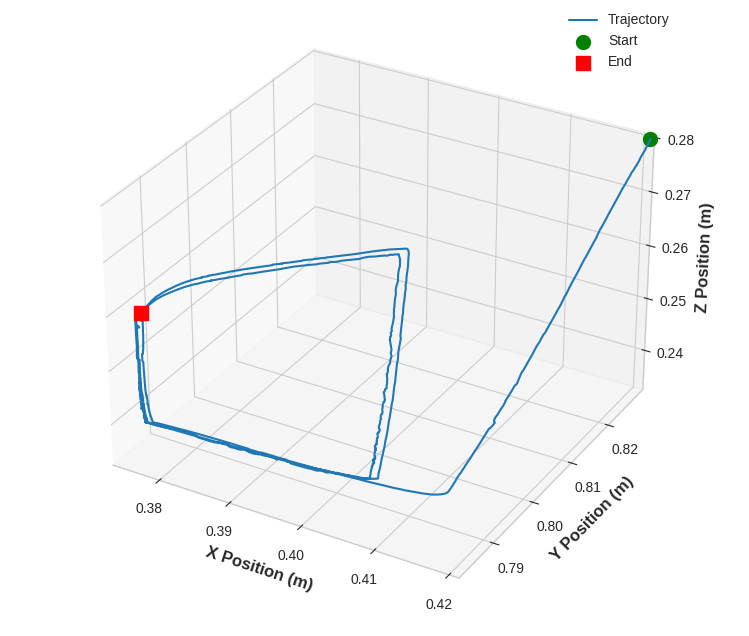 Trajectory
Start
End
0.28
0.27
0.26
0.25
0.24
Z Position (m)
0.82
0.81
0.80
0.79
Y Position (m)
0.38
0.39
0.40
0.41
0.42
X Position (m)